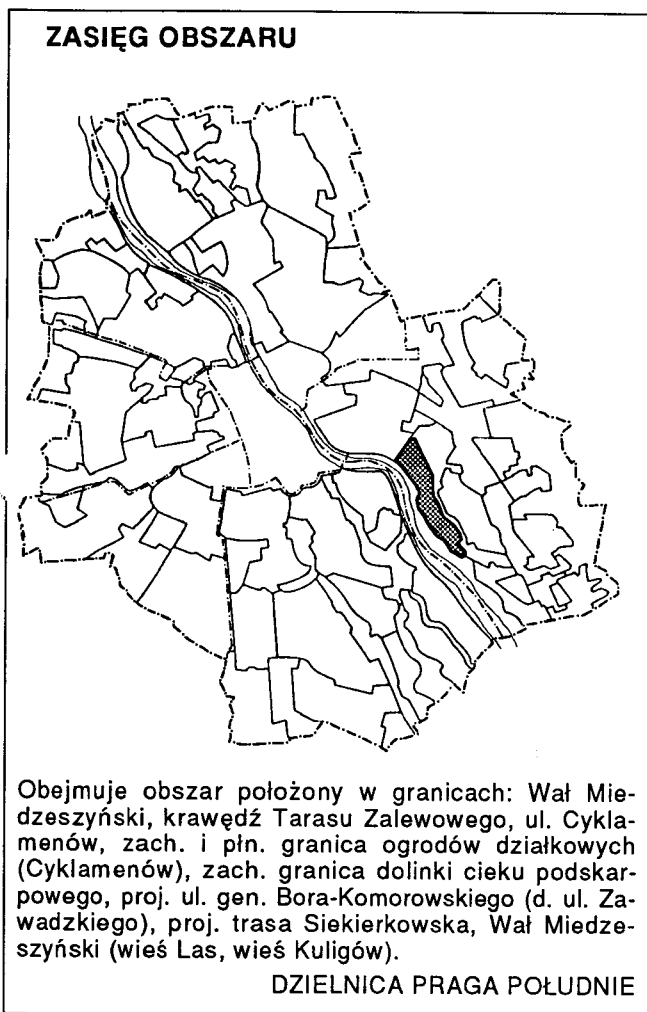 ZASIĘG OBSZARU
Obejmuje obszar położony w granicach: Wał Mie-
dzeszyński, krawędź Tarasu Zalewowego, ul. Cykla-
menów, zach. i płn. granica ogrodów działkowych
(Cyklamenów), zach. granica dolinki cieku podskar-
powego, proj. ul. gen. Bora-Komorowskiego (d. ul. Za-
wadzkiego), proj. trasa Siekierkowska, Wał Miedze-
szyński (wieś Las, wieś Kuligów).
DZIELNICA PRAGA POŁUDNIE